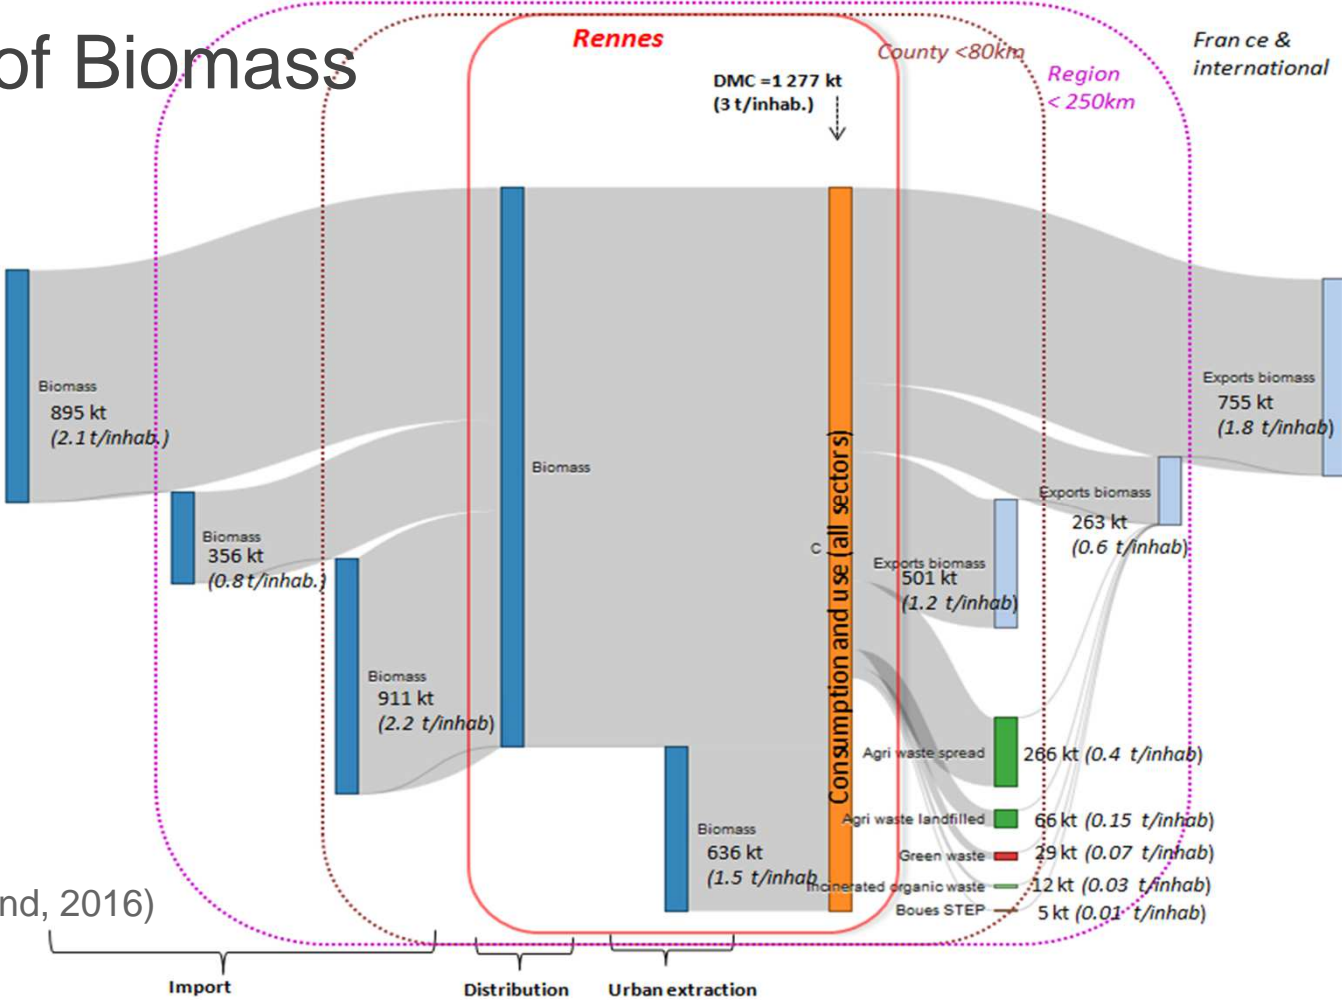 of Biomass
Rennes
County <80km
Region
< 250km
Fran ce &
international
DMC =1 277 kt
(3 t/inhab.)
Biomass
895 kt
(2.1 t/inhab.)
Biomass
356 kt
(0.8 t/inhab.)
Biomass
911 kt
(2.2 t/inhab)
Biomass
Biomass
636 kt
(1.5 t/inhab
C
Consumption and use (all sectors)
Exports biomass
755 kt
(1.8 t/inhab)
Exports biomass
263 kt
(0.6 t/inhab)
Exports biomass
501 kt
(1.2 t/inhab)
Agri waste spread 266 kt (0.4 t/inhab)
Agri waste landfilled 66 kt (0.15 t/inhab)
Green waste 29 kt (0.07 t/inhab)
Incinerated organic waste 12 kt (0.03 t/inhab)
Boues STEP 5 kt (0.01 t/inhab)
nd, 2016)
Import
Distribution
Urban extraction